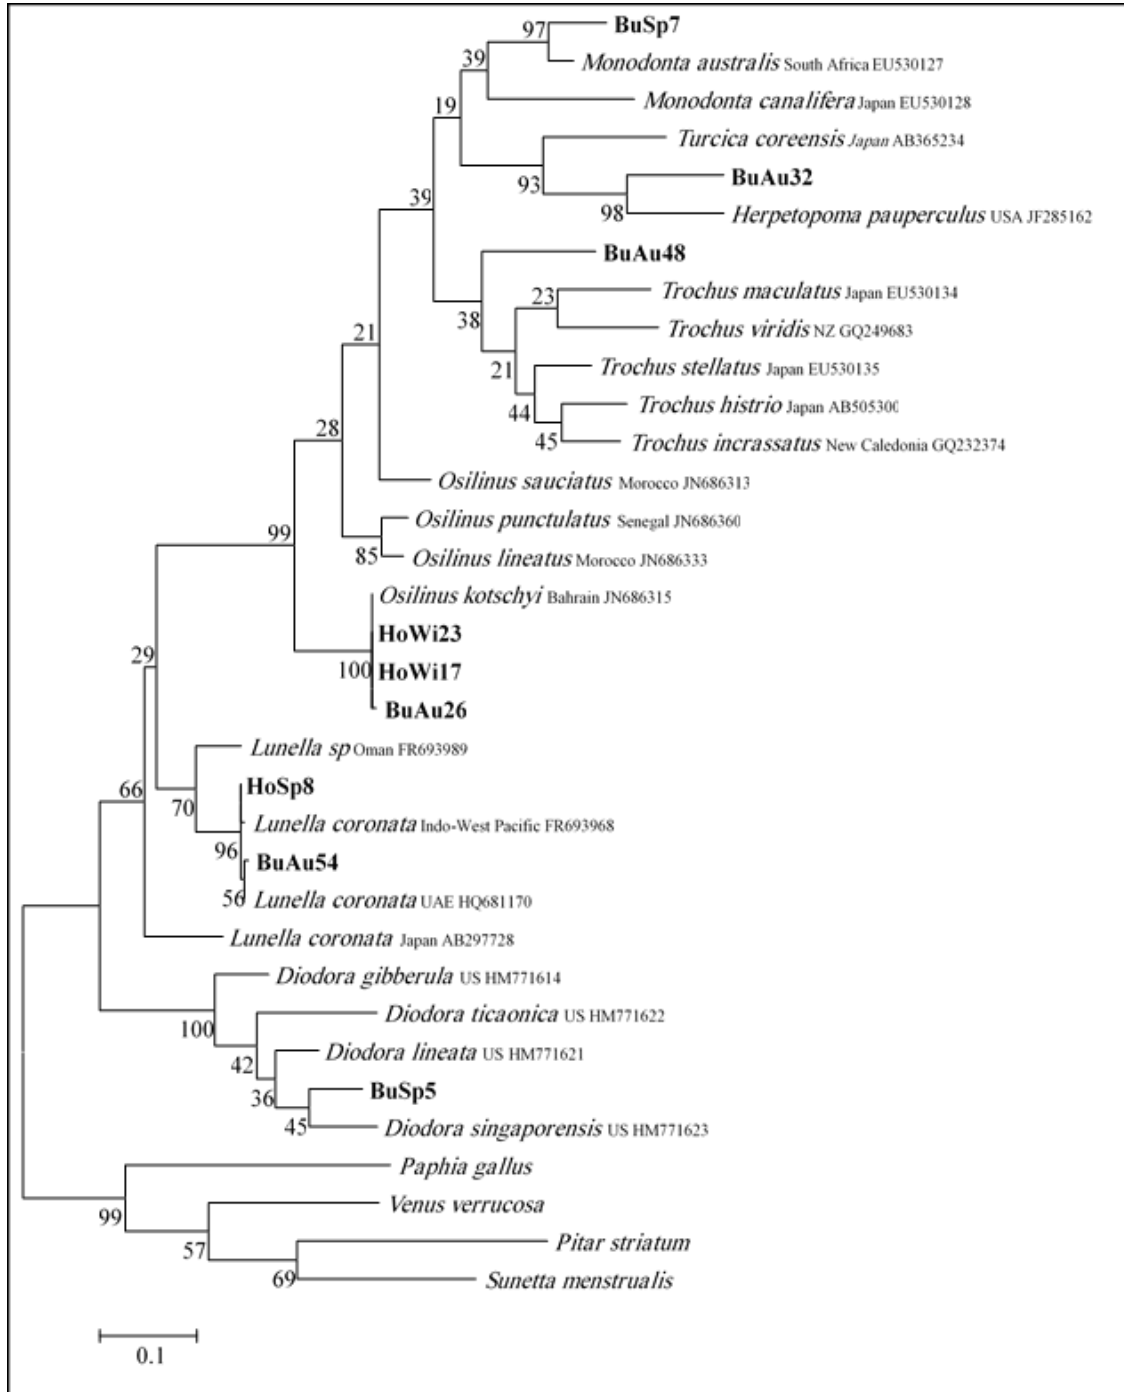 97 BuSp7
Monodonta australis South Africa EU530127
39
Monodonta canalifera Japan EU530128
19
Turcica coreensis Japan AB365234
93 BuAu32
39
98 Herpetopoma pauperculus USA JF285162
BuAu48
23 Trochus maculatus Japan EU530134
38
Trochus viridis NZ GQ249683
21
21 Trochus stellatus Japan EU530135
44 Trochus histrio Japan AB505300
28
45 Trochus incrassatus New Caledonia GQ232374
Osilinus sauciatus Morocco JN686313
Osilinus punctulatus Senegal JN686360
99
85 Osilinus lineatus Morocco JN686333
Osilinus kotschyi Bahrain JN686315
HoWi23
29
100 HoWi17
BuAu26
Lunella sp Oman FR693989
66
HoSp8
70
Lunella coronata Indo-West Pacific FR693968
96
BuAu54
56 Lunella coronata UAE HQ681170
Lunella coronata Japan AB297728
Diodora gibberula US HM771614
100 Diodora ticaonica US HM771622
42 Diodora lineata US HM771621
36 BuSp5
45 Diodora singaporensis US HM771623
Paphia gallus
99 Venus verrucosa
57 Pitar striatum
69 Sunetta menstrualis
0.1